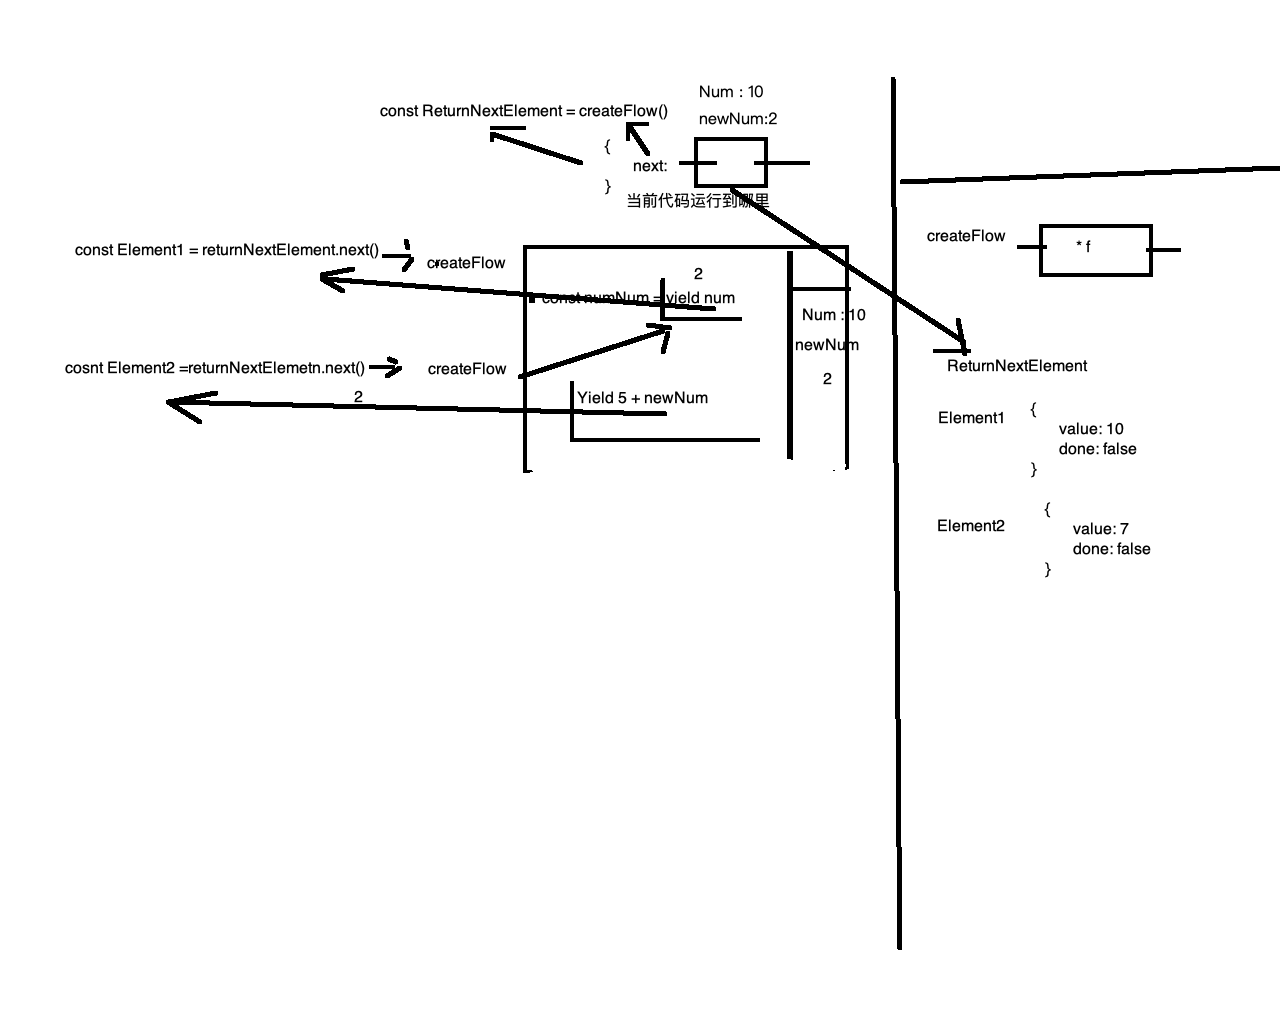 Num : 10
const ReturnNextElement = createFlow()
newNum:2
{
next:
}
当前代码运行到哪里
const Element1 = returnNextElement.next()
createFlow
2
const numNum = yield num
Num : 10
newNum
2
cosnt Element2 =returnNextElemetn.next()
createFlow
2
Yield 5 + newNum
createFlow
* f
ReturnNextElement
Element1
{
value: 10
done: false
}
Element2
{
value: 7
done: false
}